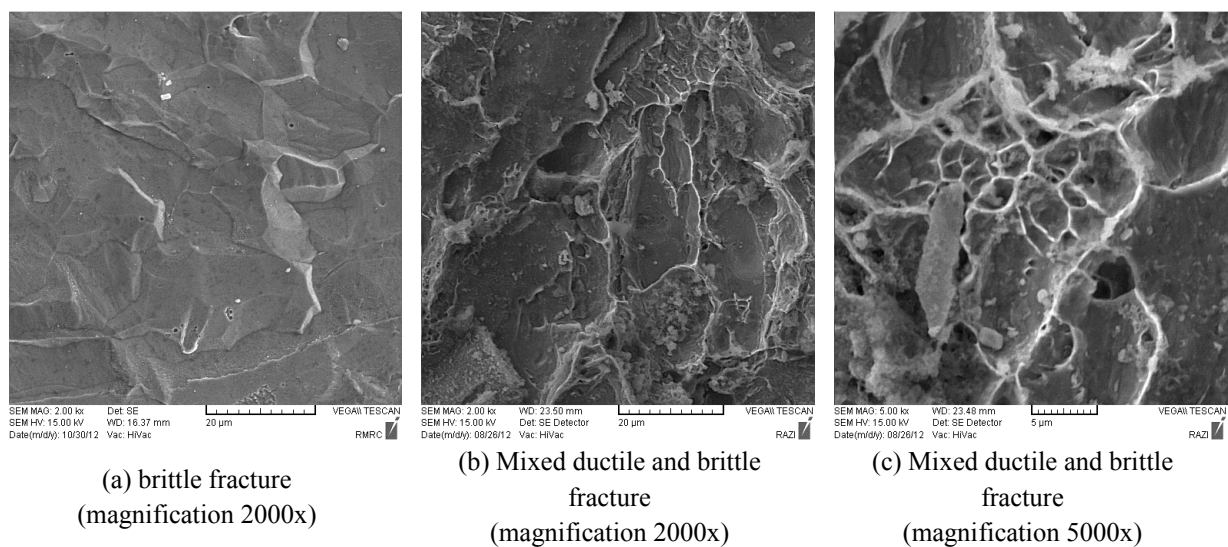 SEM MAG: 2.00 kx Det: SE
SEM HV: 15.00 kV WD: 16.37 mm 20 µm VEGA\\ TESCAN
Date(m/d/y): 10/30/12 Vac: HiVac RMRC
(a) brittle fracture
(magnification 2000x)
SEM MAG: 2.00 kx WD: 23.50 mm
SEM HV: 15.00 kV Det: SE Detector 20 µm VEGA\\ TESCAN
Date(m/d/y): 08/26/12 Vac: HiVac RAZI
(b) Mixed ductile and brittle
fracture
(magnification 2000x)
SEM MAG: 5.00 kx WD: 23.48 mm
SEM HV: 15.00 kV Det: SE Detector 5 µm VEGA\\ TESCAN
Date(m/d/y): 08/26/12 Vac: HiVac RAZI
(c) Mixed ductile and brittle
fracture
(magnification 5000x)